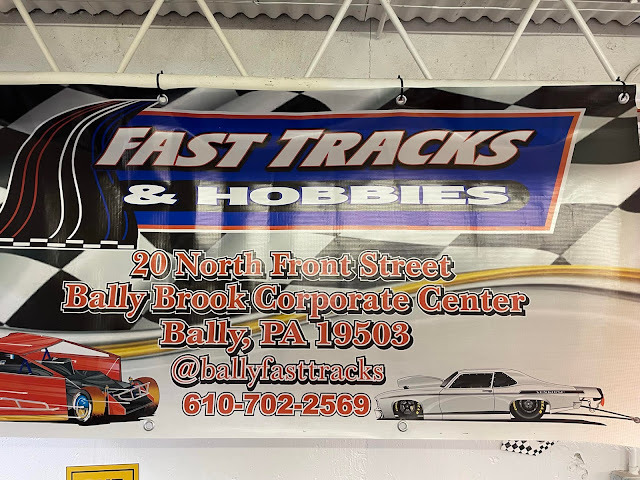 FAST TRACKS
& HOBBIES
20 North Front Street
Bally Brook Corporate Center
Bally, PA 19503
@ballyfasttracks
610-702-2569